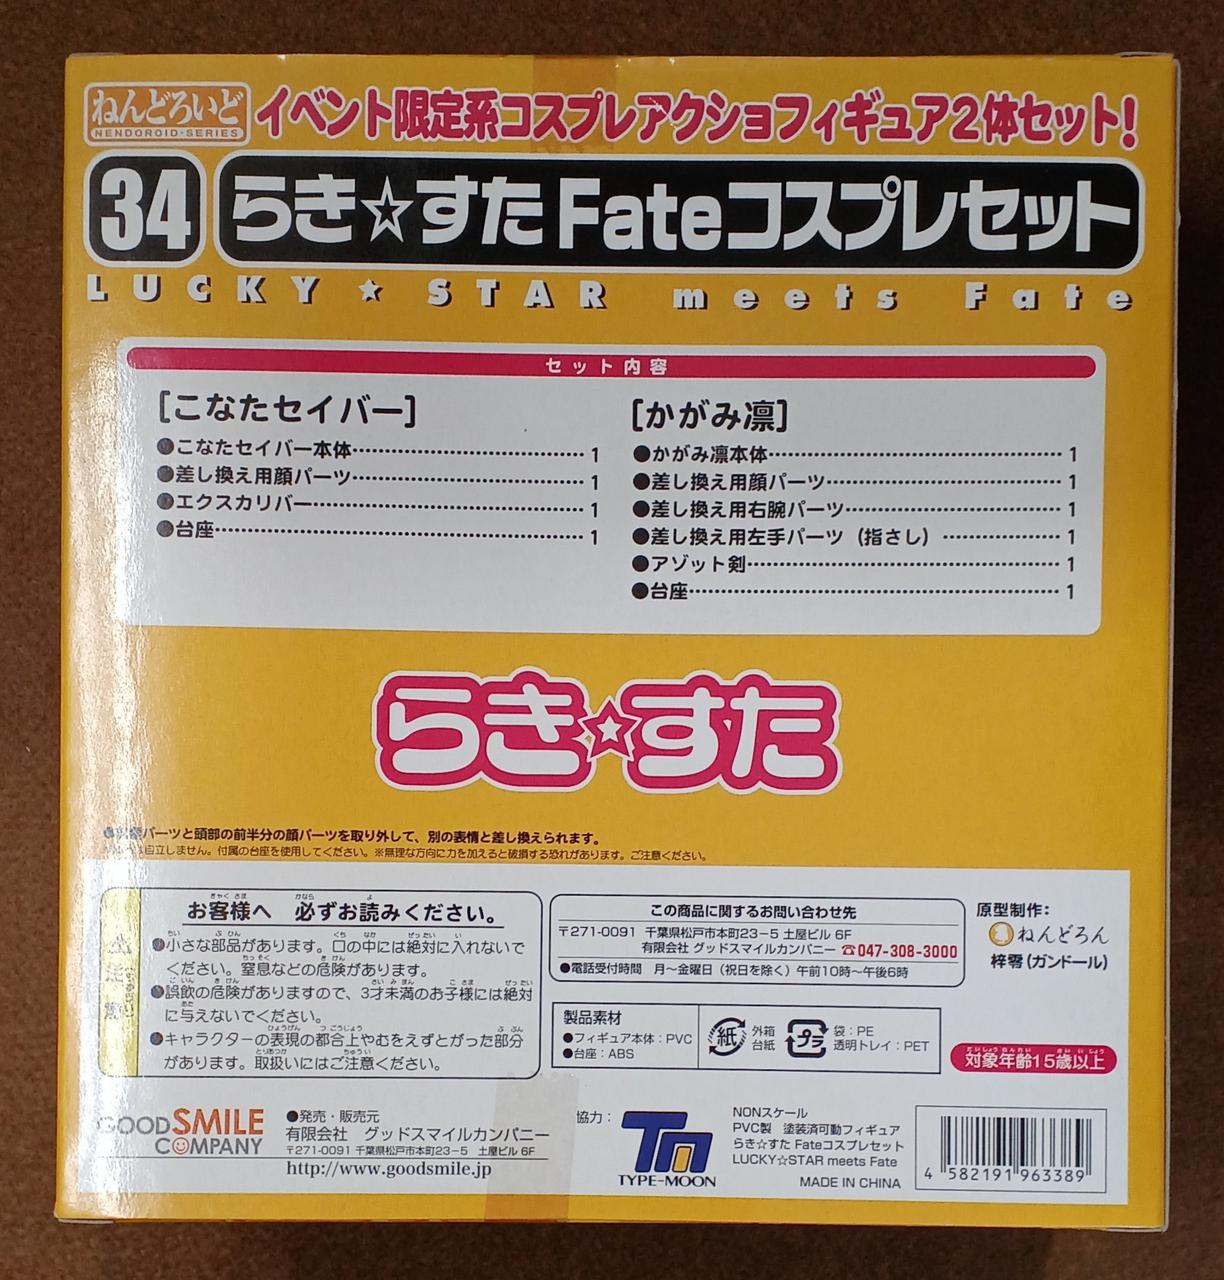 ねんどろいど
NENDOROID・SERIES
イベント限定系コスプレアクショフィギュア2体セット!
34
らき☆すた Fateコスプレセット
LUCKY★STAR meets Fate
セット内容
[こなたセイバー]
●こなたセイバー本体 1
●差し換え用顔パーツ 1
●エクスカリバー 1
●台座 1
[かがみ凛]
●かがみ凛本体 1
●差し換え用顔パーツ 1
●差し換え用右腕パーツ 1
●差し換え用左手パーツ(指さし) 1
●アゾット剣 1
●台座 1
らき☆すた
パーツと頭部の前半分の顔パーツを取り外して、別の表情と差し換えられます。
自立しません。付属の台座を使用してください。※無理な方向に力を加えると破損する恐れがあります。ご注意ください。
お客様へ 必ずお読みください。
●小さな部品があります。口の中には絶対に入れないで
ください。窒息などの危険があります。
●誤飲の危険がありますので、3才未満のお子様には絶対
に与えないでください。
●キャラクターの表現の都合上やむをえずとがった部分
があります。取扱いにはご注意ください。
この商品に関するお問い合わせ先
〒271-0091 千葉県松戸市本町23-5 土屋ビル 6F
有限会社 グッドスマイルカンパニー ☎047-308-3000
●電話受付時間 月〜金曜日(祝日を除く)午前10時〜午後6時
原型制作:
ねんどろん
梓零(ガンドール)
製品素材
●フィギュア本体:PVC
●台座:ABS
紙
外箱
台紙
プラ
袋:PE
透明トレイ:PET
対象年齢15歳以上
GOOD SMILE
COMPANY
●発売・販売元
有限会社 グッドスマイルカンパニー
〒271-0091 千葉県松戸市本町23-5 土屋ビル 6F
http://www.goodsmile.jp
協力:
TYPE-MOON
NONスケール
PVC製 塗装済可動フィギュア
らき☆すた Fateコスプレセット
LUCKY☆STAR meets Fate
MADE IN CHINA
4 582191 963389